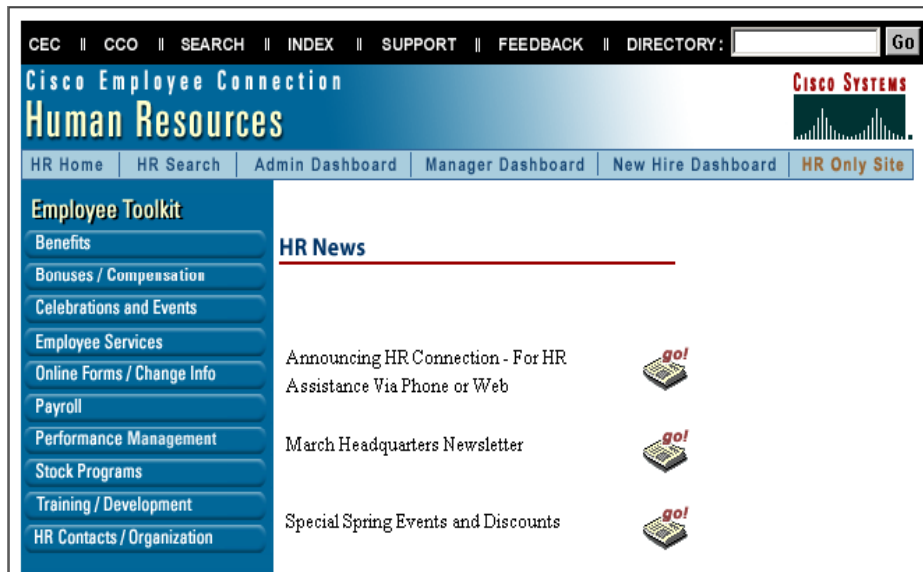 CEC || CCO || SEARCH || INDEX || SUPPORT || FEEDBACK || DIRECTORY: Go
Cisco Employee Connection
Human Resources
CISCO SYSTEMS
HR Home | HR Search | Admin Dashboard | Manager Dashboard | New Hire Dashboard | HR Only Site
Employee Toolkit
Benefits
Bonuses / Compensation
Celebrations and Events
Employee Services
Online Forms / Change Info
Payroll
Performance Management
Stock Programs
Training / Development
HR Contacts / Organization
HR News
Announcing HR Connection - For HR
Assistance Via Phone or Web
go!
March Headquarters Newsletter
go!
Special Spring Events and Discounts
go!